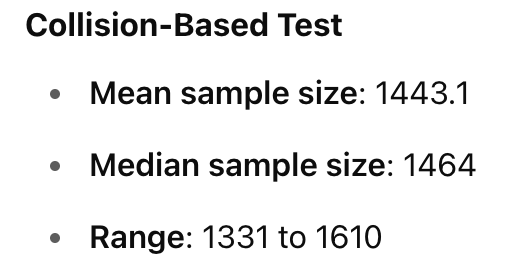 Collision-Based Test
• Mean sample size: 1443.1
• Median sample size: 1464
• Range: 1331 to 1610